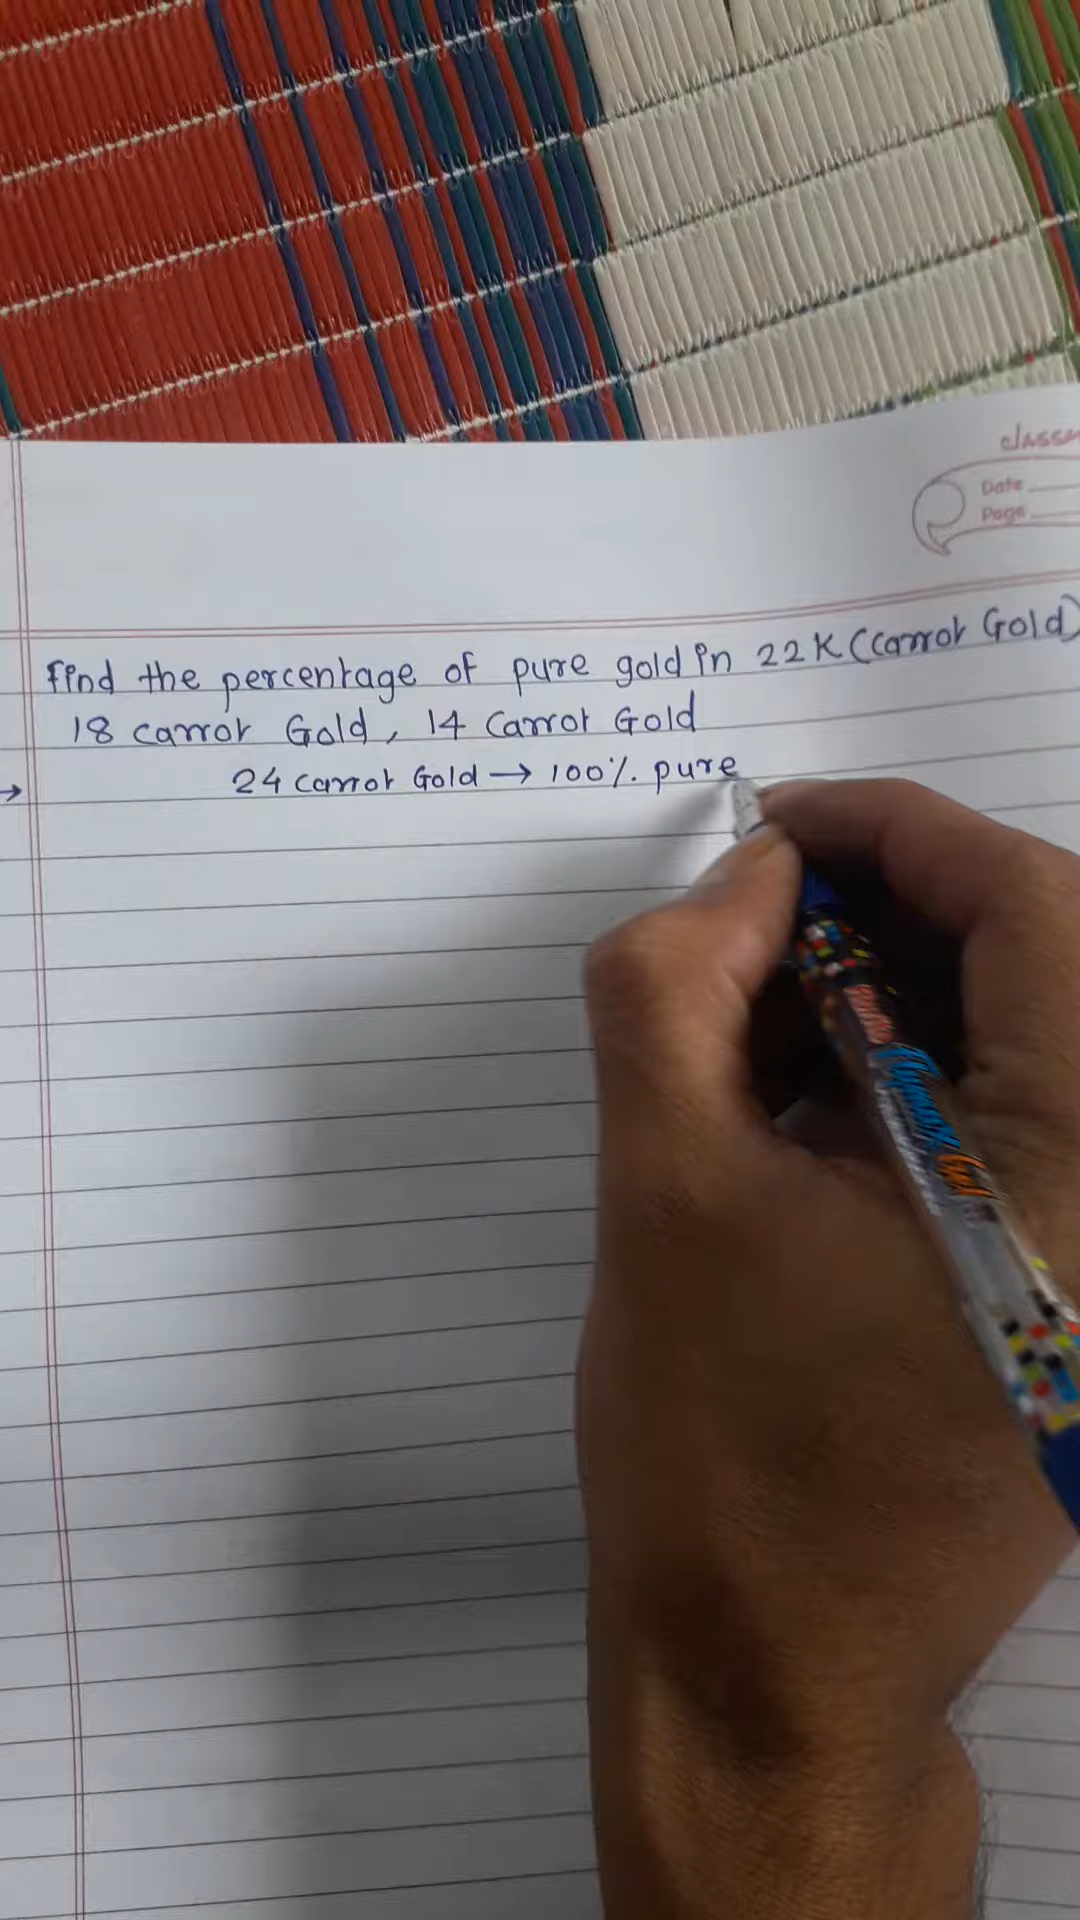 classm
Date
Page
Find the percentage of pure gold in 22K (Carrot Gold)
18 carrot Gold, 14 Carrot Gold
→ 24 Carrot Gold → 100% pure